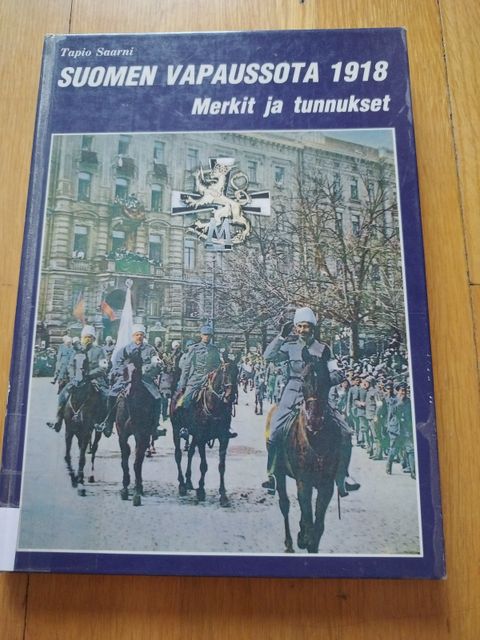 Tapio Saarni
SUOMEN VAPAUSSOTA 1918
Merkit ja tunnukset
M